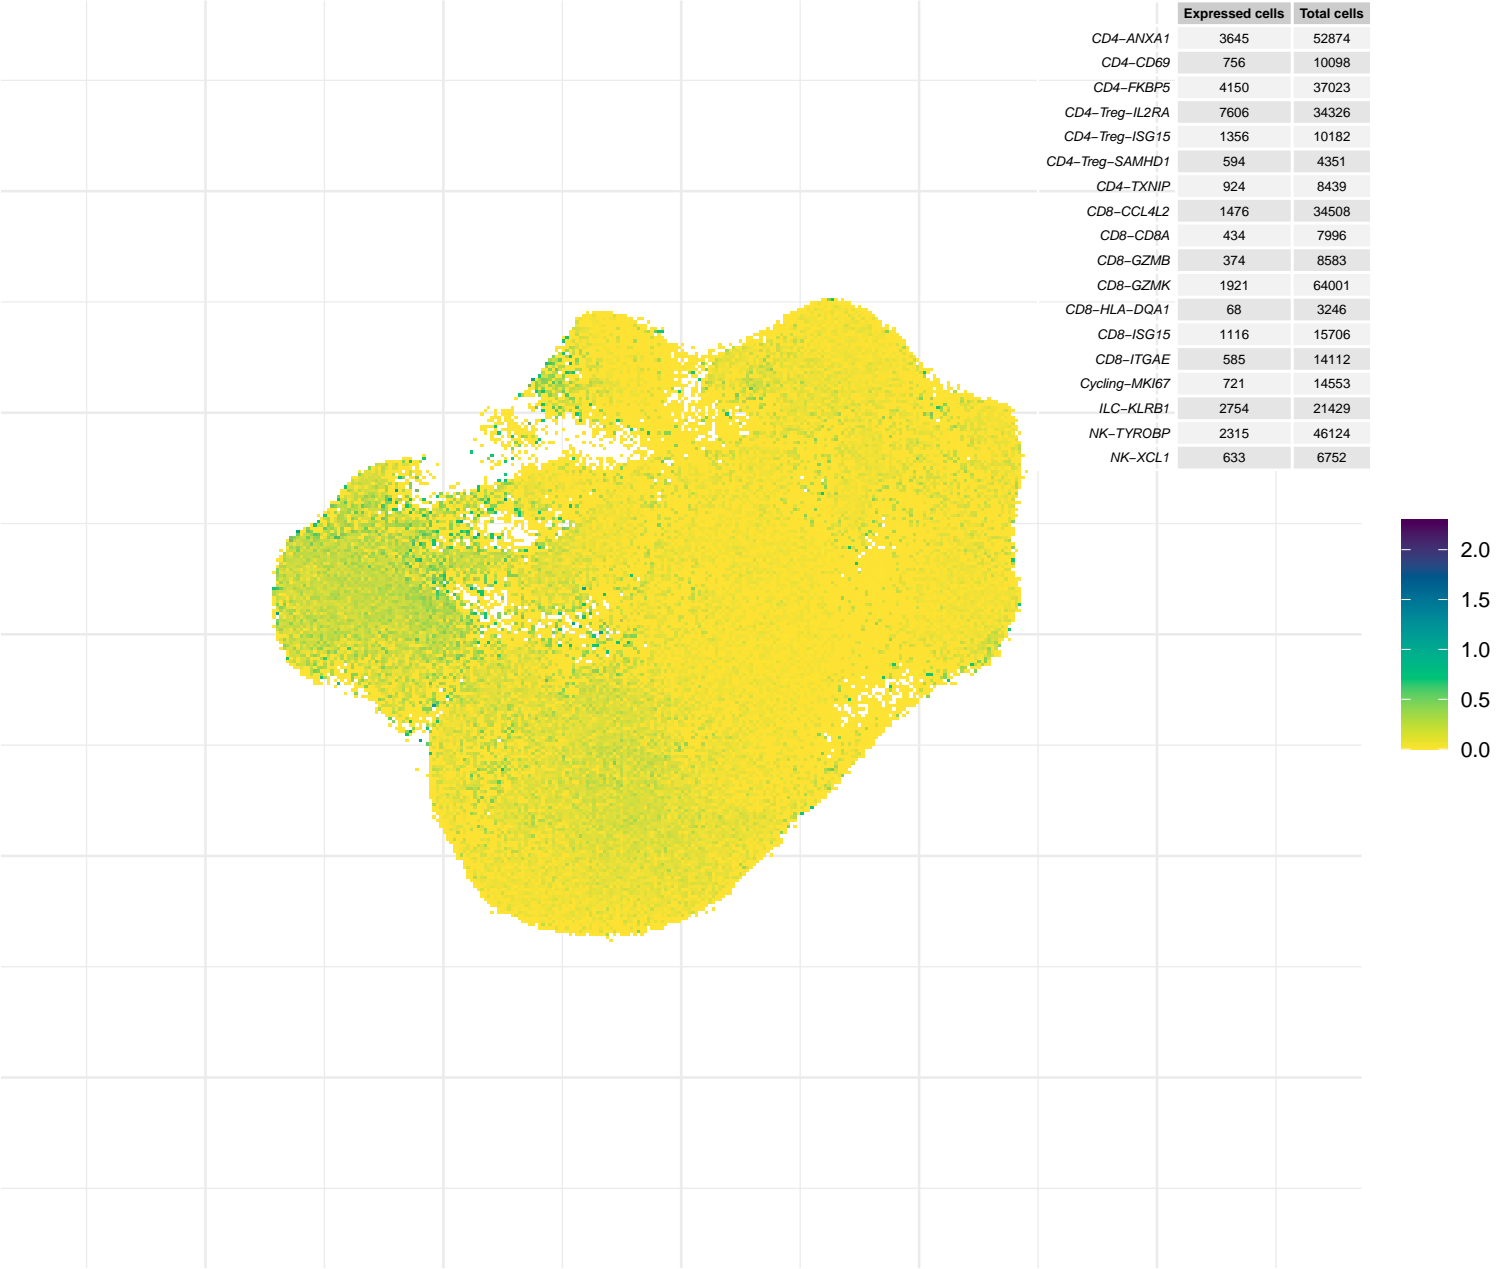 Expressed cells Total cells
CD4−ANXA1 3645 52874
CD4−CD69 756 10098
CD4−FKBP5 4150 37023
CD4−Treg−IL2RA 7606 34326
CD4−Treg−ISG15 1356 10182
CD4−Treg−SAMHD1 594 4351
CD4−TXNIP 924 8439
CD8−CCL4L2 1476 34508
CD8−CD8A 434 7996
CD8−GZMB 374 8583
CD8−GZMK 1921 64001
CD8−HLA−DQA1 68 3246
CD8−ISG15 1116 15706
CD8−ITGAE 585 14112
Cycling−MKI67 721 14553
ILC−KLRB1 2754 21429
NK−TYROBP 2315 46124
NK−XCL1 633 6752
2.0
1.5
1.0
0.5
0.0